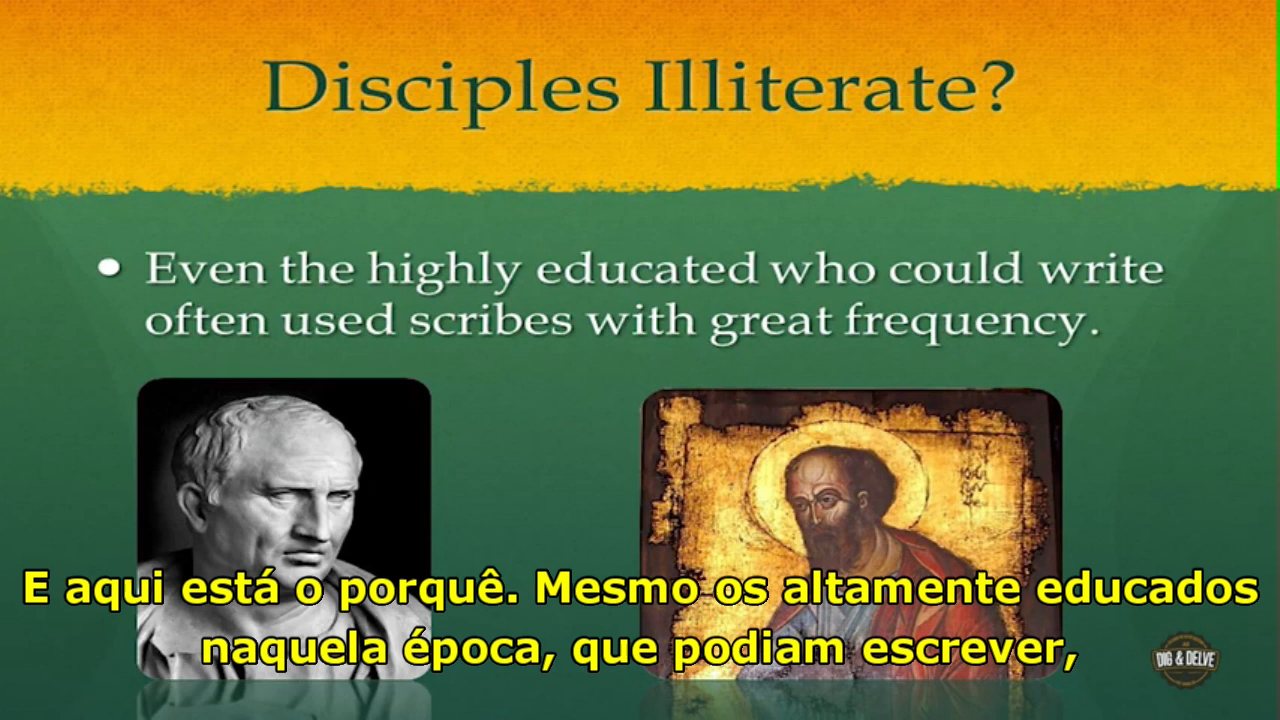 Disciples Illiterate?
• Even the highly educated who could write
often used scribes with great frequency.
E aqui está o porquê. Mesmo os altamente educados
naquela época, que podiam escrever,
DIG & DELVE